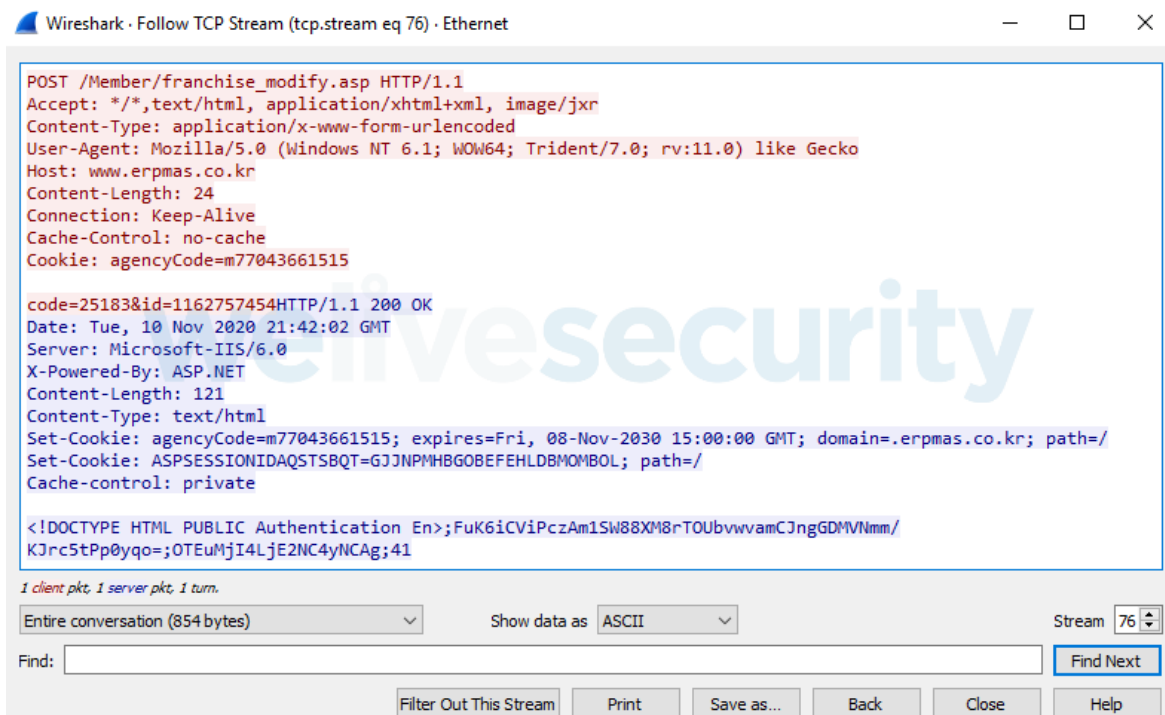 Wireshark · Follow TCP Stream (tcp.stream eq 76) · Ethernet
POST /Member/franchise_modify.asp HTTP/1.1
Accept: */*,text/html, application/xhtml+xml, image/jxr
Content-Type: application/x-www-form-urlencoded
User-Agent: Mozilla/5.0 (Windows NT 6.1; WOW64; Trident/7.0; rv:11.0) like Gecko
Host: www.erpmas.co.kr
Content-Length: 24
Connection: Keep-Alive
Cache-Control: no-cache
Cookie: agencyCode=m77043661515
code=25183&id=1162757454HTTP/1.1 200 OK
Date: Tue, 10 Nov 2020 21:42:02 GMT
Server: Microsoft-IIS/6.0
X-Powered-By: ASP.NET
Content-Length: 121
Content-Type: text/html
Set-Cookie: agencyCode=m77043661515; expires=Fri, 08-Nov-2030 15:00:00 GMT; domain=.erpmas.co.kr; path=/
Set-Cookie: ASPSESSIONIDAQSTSBQT=GJJNPMHBGOBEFEHLDBMOMBOL; path=/
Cache-control: private
<!DOCTYPE HTML PUBLIC Authentication En>;FuK6iCViPczAm1SW88XM8rTOUbvwvamCJngGDMVNmm/
KJrc5tPp0yqo=;OTEuMjI4LjE2NC4yNCAg;41
welivesecurity
1 client pkt, 1 server pkt, 1 turn.
Entire conversation (854 bytes)
Show data as ASCII
Stream 76
Find:
Find Next
Filter Out This Stream
Print
Save as...
Back
Close
Help